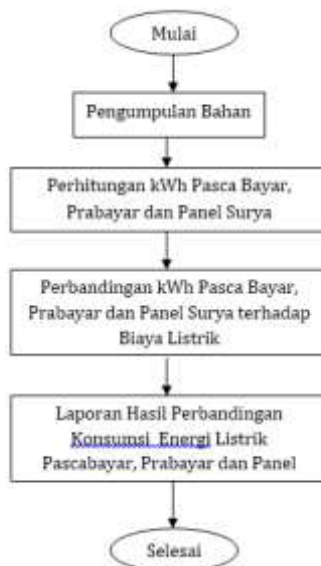 Mulai
Pengumpulan Bahan
Perhitungan kWh Pasca Bayar,
Prabayar dan Panel Surya
Perbandingan kWh Pasca Bayar,
Prabayar dan Panel Surya terhadap
Biaya Listrik
Laporan Hasil Perbandingan
Konsumsi Energi Listrik
Pascabayar, Prabayar dan Panel
Selesai